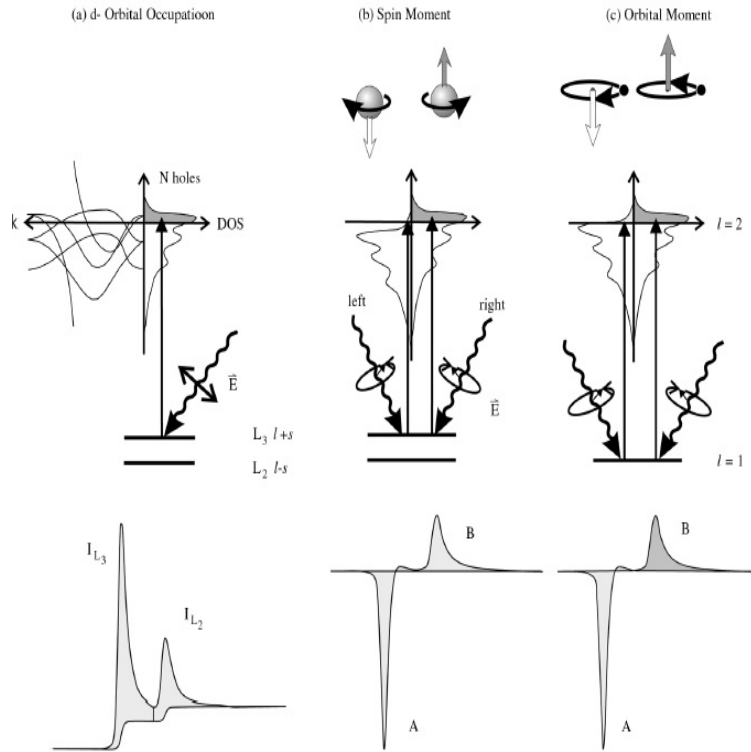 (a) d- Orbital Occupatioon
(b) Spin Moment
(c) Orbital Moment
N holes
k
DOS
E
L3 l+s
L2 l-s
left
right
E
l = 2
l = 1
IL3
IL2
B
A
B
A